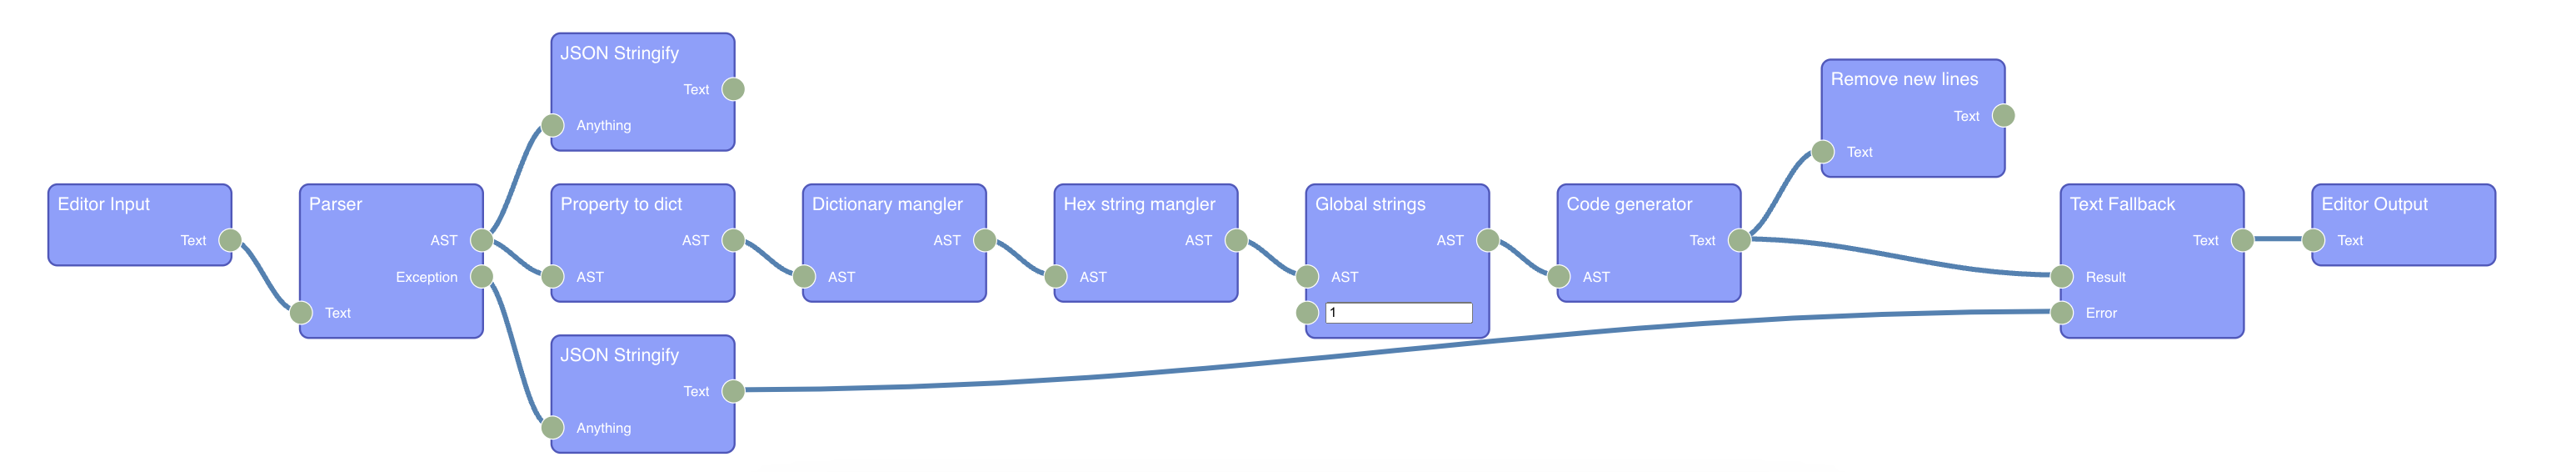 Editor Input
Text
Parser
AST
Exception
Text
JSON Stringify
Text
Anything
Property to dict
AST
AST
JSON Stringify
Text
Anything
Dictionary mangler
AST
AST
Hex string mangler
AST
AST
Global strings
AST
AST
1
Code generator
Text
AST
Remove new lines
Text
Text
Text Fallback
Text
Result
Error
Editor Output
Text